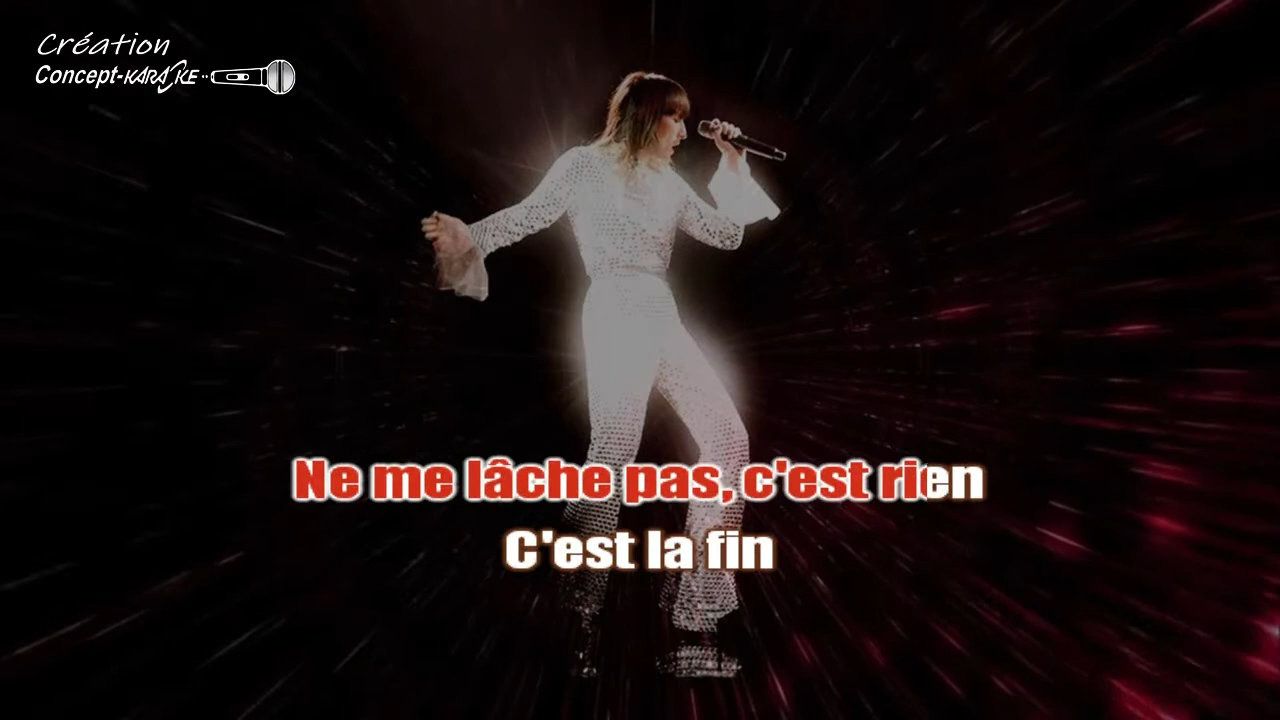 Création
Concept-KARAOKE
Ne me lâche pas, c'est rien
C'est la fin